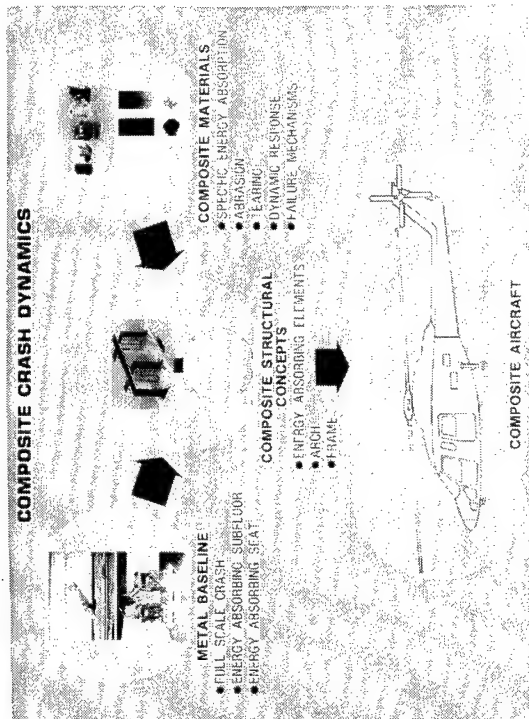 COMPOSITE CRASH DYNAMICS
METAL BASELINE
●FULL SCALE CRASH
●ENERGY ABSORBING SUBFLOOR
●ENERGY ABSORBING SEAT
COMPOSITE STRUCTURAL
CONCEPTS
●ENERGY ABSORBING ELEMENTS
●ARCH
●FRAME
COMPOSITE MATERIALS
●SPECIFIC ENERGY ABSORPTION
●ABRASION
●TEARING
●DYNAMIC RESPONSE
●FAILURE MECHANISMS
COMPOSITE AIRCRAFT